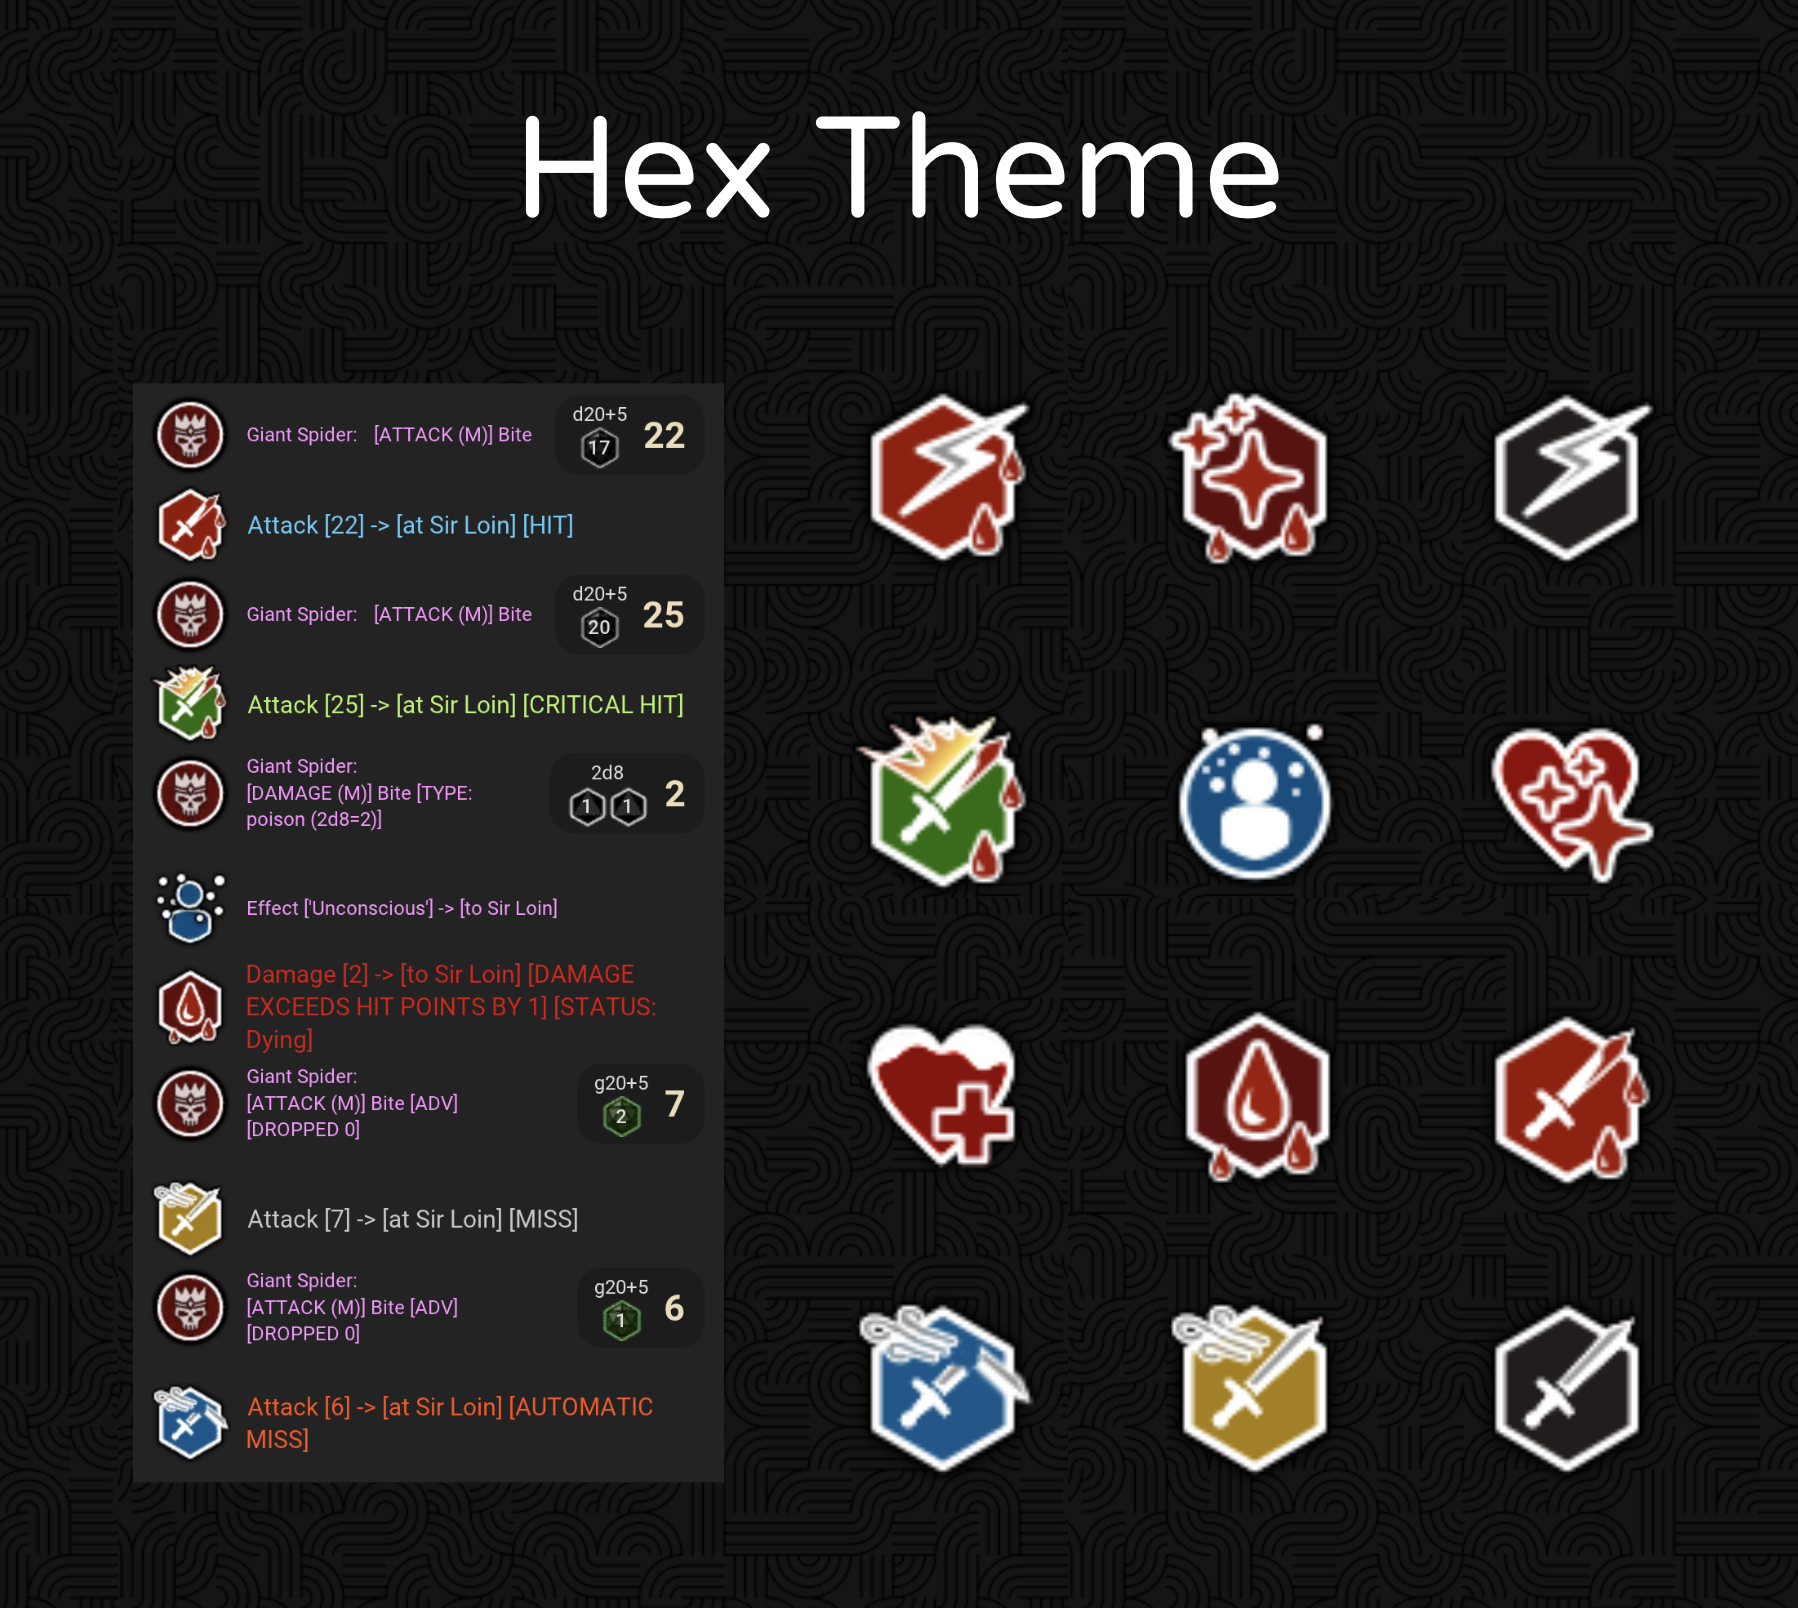 Hex Theme
Giant Spider: [ATTACK (M)] Bite
d20+5
17
22
Attack [22] -> [at Sir Loin] [HIT]
Giant Spider: [ATTACK (M)] Bite
d20+5
20
25
Attack [25] -> [at Sir Loin] [CRITICAL HIT]
Giant Spider:
[DAMAGE (M)] Bite [TYPE:
poison (2d8=2)]
2d8
1 1
2
Effect ['Unconscious'] -> [to Sir Loin]
Damage [2] -> [to Sir Loin] [DAMAGE
EXCEEDS HIT POINTS BY 1] [STATUS:
Dying]
Giant Spider:
[ATTACK (M)] Bite [ADV]
[DROPPED 0]
g20+5
2
7
Attack [7] -> [at Sir Loin] [MISS]
Giant Spider:
[ATTACK (M)] Bite [ADV]
[DROPPED 0]
g20+5
1
6
Attack [6] -> [at Sir Loin] [AUTOMATIC
MISS]